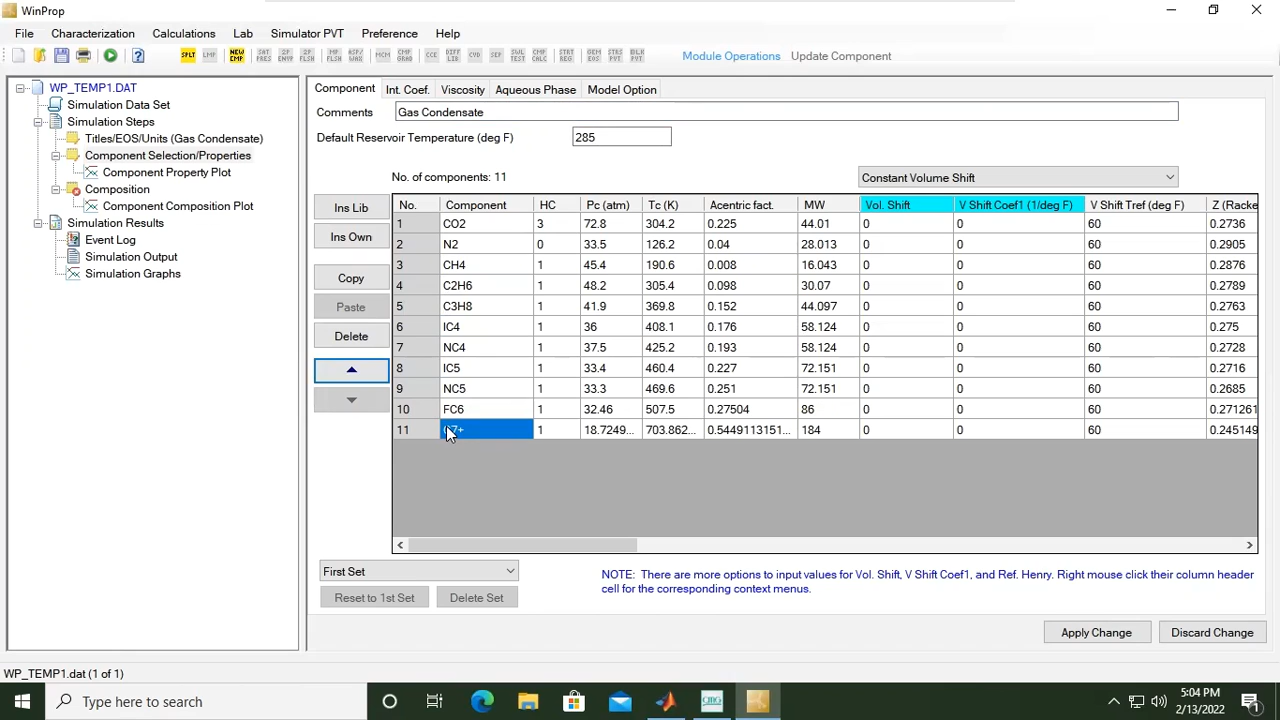 WinProp
File Characterization Calculations Lab Simulator PVT Preference Help
Module Operations Update Component
WP_TEMP1.DAT
Simulation Data Set
Simulation Steps
Titles/EOS/Units (Gas Condensate)
Component Selection/Properties
Component Property Plot
Composition
Component Composition Plot
Simulation Results
Event Log
Simulation Output
Simulation Graphs
Component Int. Coef. Viscosity Aqueous Phase Model Option
Comments Gas Condensate
Default Reservoir Temperature (deg F) 285
No. of components: 11 Constant Volume Shift
Ins Lib
Ins Own
Copy
Paste
Delete
No. Component HC Pc (atm) Tc (K) Acentric fact. MW Vol. Shift V Shift Coef1 (1/deg F) V Shift Tref (deg F) Z (Racke
1 CO2 3 72.8 304.2 0.225 44.01 0 0 60 0.2736
2 N2 0 33.5 126.2 0.04 28.013 0 0 60 0.2905
3 CH4 1 45.4 190.6 0.008 16.043 0 0 60 0.2876
4 C2H6 1 48.2 305.4 0.098 30.07 0 0 60 0.2789
5 C3H8 1 41.9 369.8 0.152 44.097 0 0 60 0.2763
6 IC4 1 36 408.1 0.176 58.124 0 0 60 0.275
7 NC4 1 37.5 425.2 0.193 58.124 0 0 60 0.2728
8 IC5 1 33.4 460.4 0.227 72.151 0 0 60 0.2716
9 NC5 1 33.3 469.6 0.251 72.151 0 0 60 0.2685
10 FC6 1 32.46 507.5 0.27504 86 0 0 60 0.271261
11 C7+ 1 18.7249... 703.862... 0.5449113151... 184 0 0 60 0.245149
First Set
Reset to 1st Set Delete Set
NOTE: There are more options to input values for Vol. Shift, V Shift Coef1, and Ref. Henry. Right mouse click their column header
cell for the corresponding context menus.
Apply Change Discard Change
WP_TEMP1.dat (1 of 1)
Type here to search
5:04 PM
2/13/2022